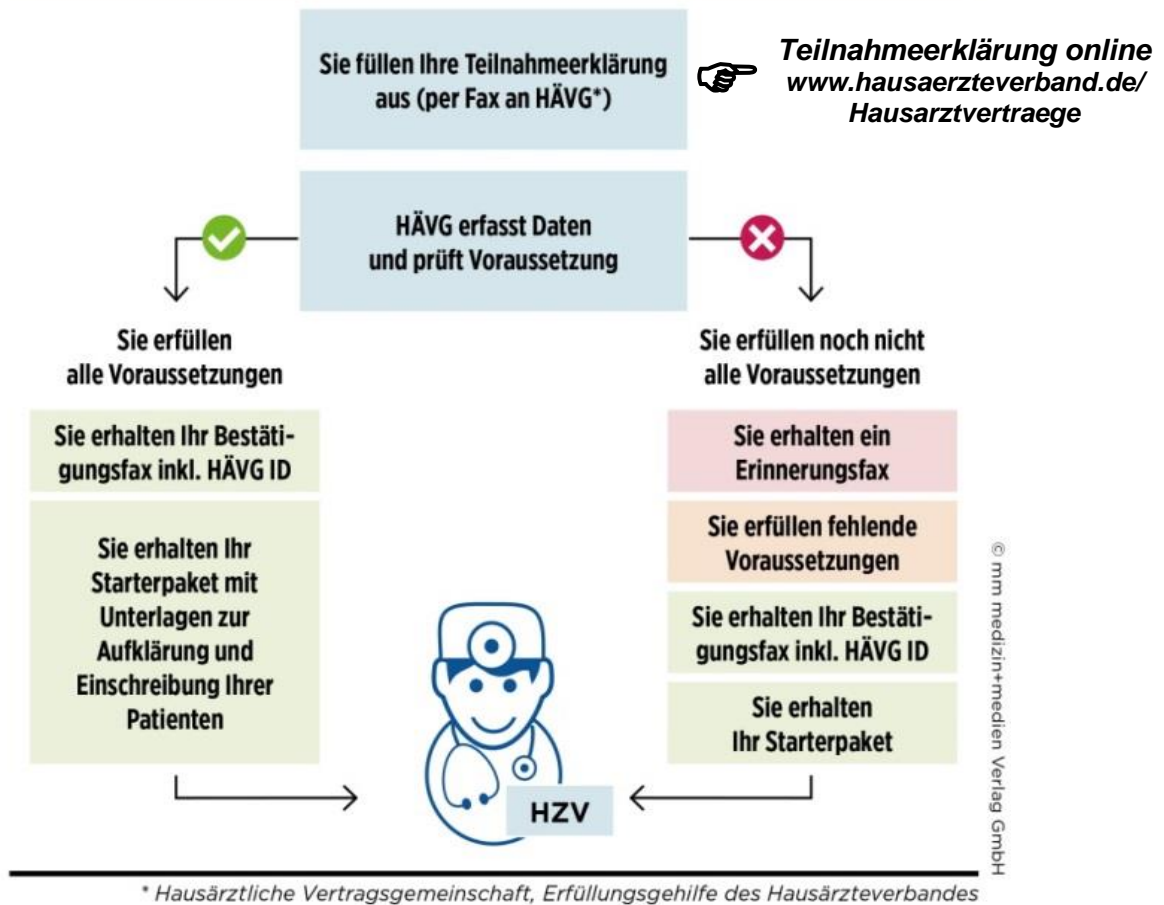 Sie füllen Ihre Teilnahmeerklärung
aus (per Fax an HÄVG*)
Teilnahmeerklärung online
www.hausaerzteverband.de/
Hausarztvertraege
HÄVG erfasst Daten
und prüft Voraussetzung
Sie erfüllen
alle Voraussetzungen
Sie erhalten Ihr Bestäti-
gungsfax inkl. HÄVG ID
Sie erhalten Ihr
Starterpaket mit
Unterlagen zur
Aufklärung und
Einschreibung Ihrer
Patienten
Sie erfüllen noch nicht
alle Voraussetzungen
Sie erhalten ein
Erinnerungsfax
Sie erfüllen fehlende
Voraussetzungen
Sie erhalten Ihr Bestäti-
gungsfax inkl. HÄVG ID
Sie erhalten
Ihr Starterpaket
HZV
© mm medizin+medien Verlag GmbH
* Hausärztliche Vertragsgemeinschaft, Erfüllungsgehilfe des Hausärzteverbandes